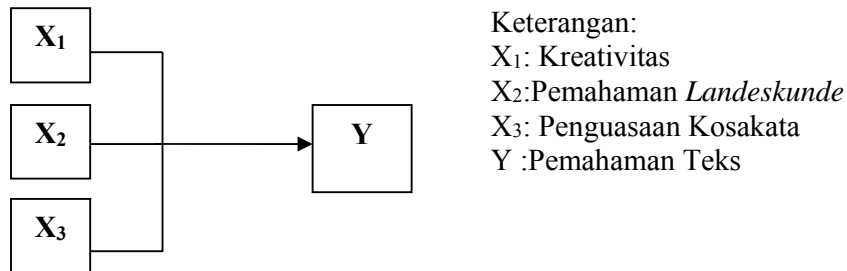 X₁
X₂
X₃
Y
Keterangan:
X₁: Kreativitas
X₂:Pemahaman Landeskunde
X₃: Penguasaan Kosakata
Y :Pemahaman Teks